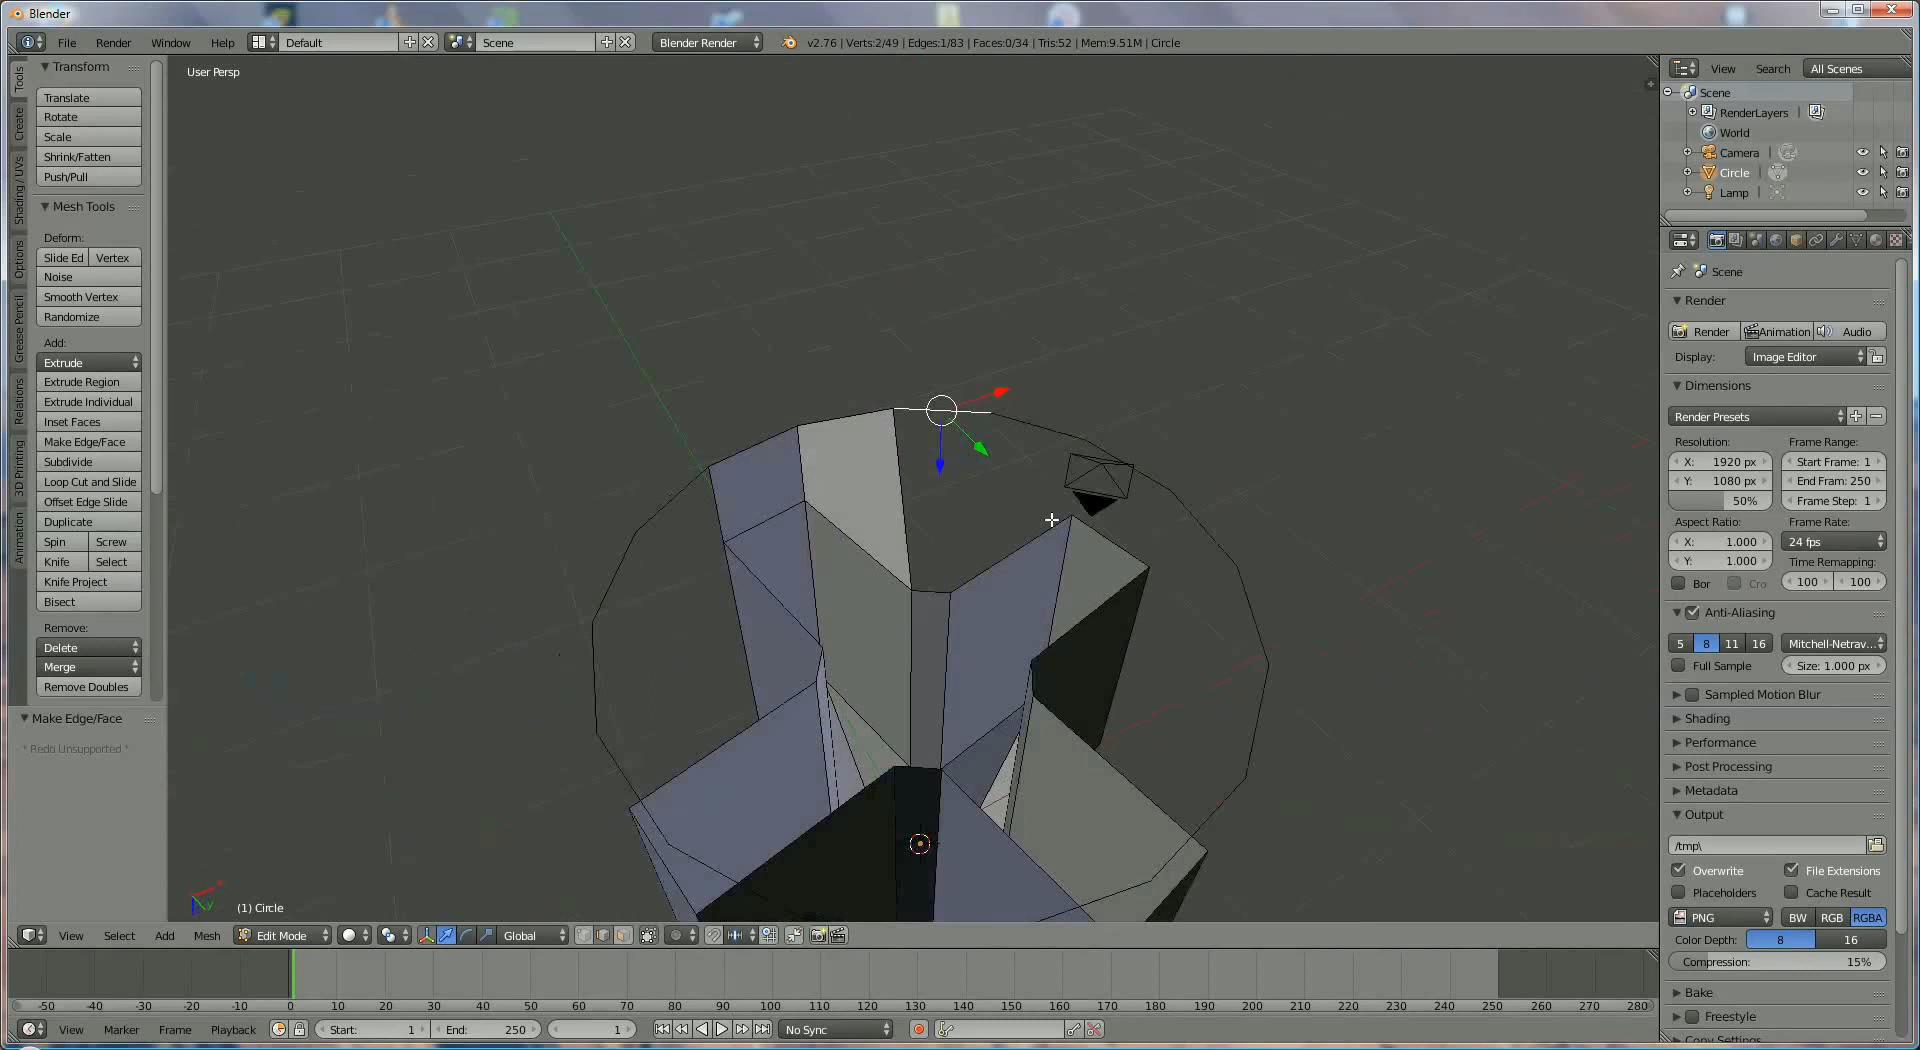 Blender
File Render Window Help Default Scene Blender Render v2.76 | Verts:2/49 | Edges:1/83 | Faces:0/34 | Tris:52 | Mem:9.51M | Circle
Tools
Create
Shading / UVs
Options
Grease Pencil
Relations
3D Printing
Animation
Transform
Translate
Rotate
Scale
Shrink/Fatten
Push/Pull
Mesh Tools
Deform:
Slide Ed Vertex
Noise
Smooth Vertex
Randomize
Add:
Extrude
Extrude Region
Extrude Individual
Inset Faces
Make Edge/Face
Subdivide
Loop Cut and Slide
Offset Edge Slide
Duplicate
Spin Screw
Knife Select
Knife Project
Bisect
Remove:
Delete
Merge
Remove Doubles
Make Edge/Face
* Redo Unsupported *
User Persp
y
(1) Circle
View Select Add Mesh Edit Mode Global
-50 -40 -30 -20 -10 0 10 20 30 40 50 60 70 80 90 100 110 120 130 140 150 160 170 180 190 200 210 220 230 240 250 260 270 280
View Marker Frame Playback Start: 1 End: 250 1 No Sync
View Search All Scenes
Scene
RenderLayers
World
Camera
Circle
Lamp
Scene
Render
Render Animation Audio
Display: Image Editor
Dimensions
Render Presets
Resolution: Frame Range:
X: 1920 px Start Frame: 1
Y: 1080 px End Fram: 250
50% Frame Step: 1
Aspect Ratio: Frame Rate:
X: 1.000 24 fps
Y: 1.000 Time Remapping:
Bor Cro 100 100
Anti-Aliasing
5 8 11 16 Mitchell-Netrav...
Full Sample Size: 1.000 px
Sampled Motion Blur
Shading
Performance
Post Processing
Metadata
Output
/tmp\
Overwrite File Extensions
Placeholders Cache Result
PNG BW RGB RGBA
Color Depth: 8 16
Compression: 15%
Bake
Freestyle